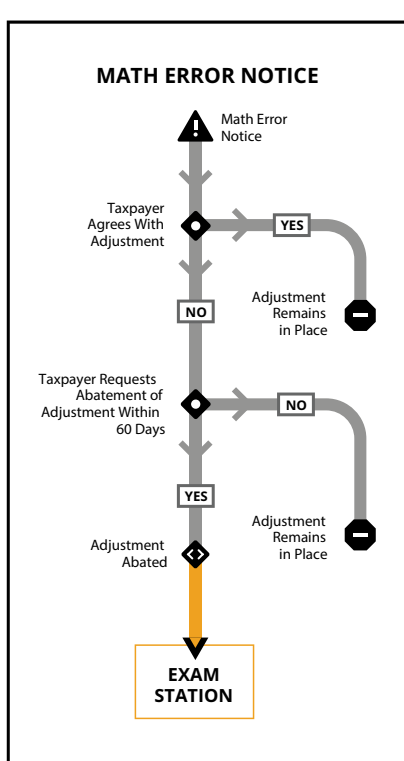 MATH ERROR NOTICE
Math Error
Notice
Taxpayer
Agrees With
Adjustment
YES
NO
Adjustment
Remains
in Place
Taxpayer Requests
Abatement of
Adjustment Within
60 Days
NO
YES
Adjustment
Remains
in Place
Adjustment
Abated
EXAM
STATION